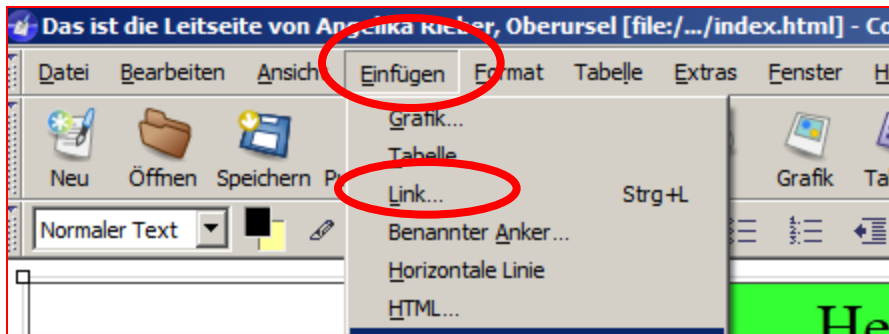 Das ist die Leitseite von Angelika Rieber, Oberursel [file:/.../index.html] - Co
Datei Bearbeiten Ansich Einfügen Format Tabelle Extras Fenster H
Neu Öffnen Speichern Grafik Ta
Normaler Text
Grafik...
Tabelle
Link... Strg+L
Benannter Anker...
Horizontale Linie
HTML...
He